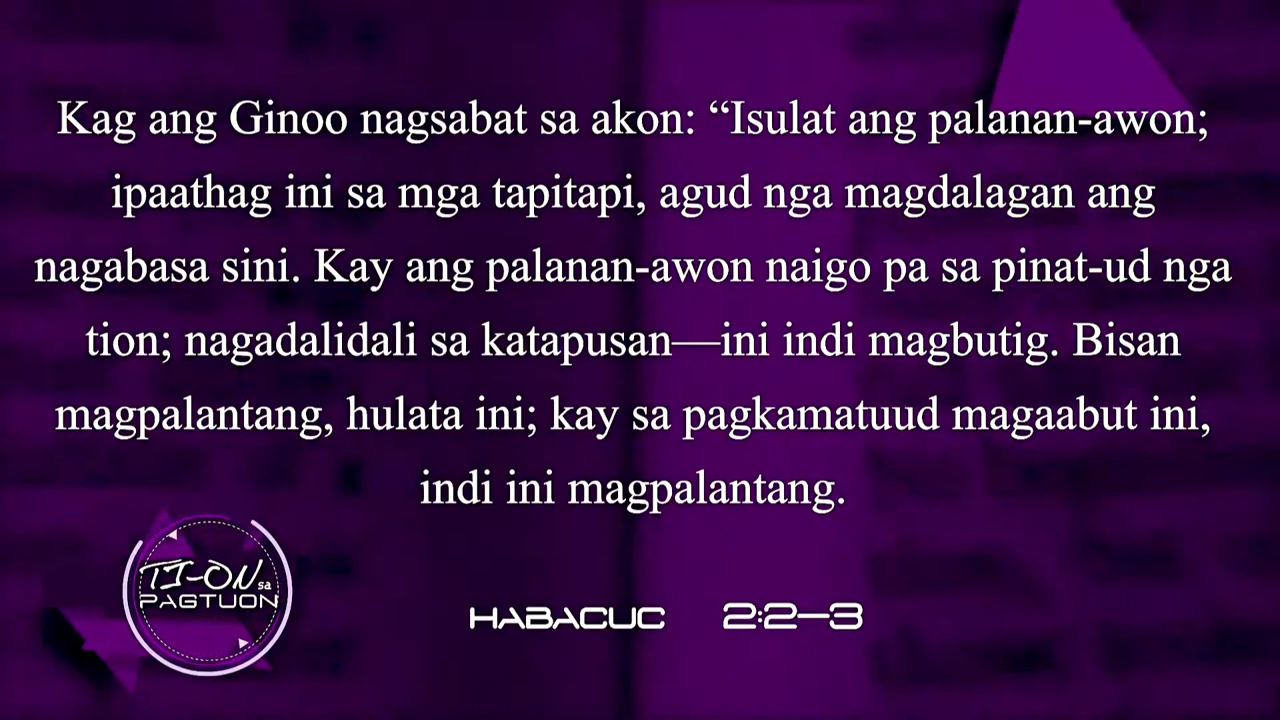 Kag ang Ginoo nagsabat sa akon: “Isulat ang palanan-awon;
ipaathag ini sa mga tapitapi, agud nga magdalagan ang
nagabasa sini. Kay ang palanan-awon naigo pa sa pinat-ud nga
tion; nagadalidali sa katapusan—ini indi magbutig. Bisan
magpalantang, hulata ini; kay sa pagkamatuud magaabut ini,
indi ini magpalantang.
TI-ON sa
PAGTUON
HABACUC 2:2–3